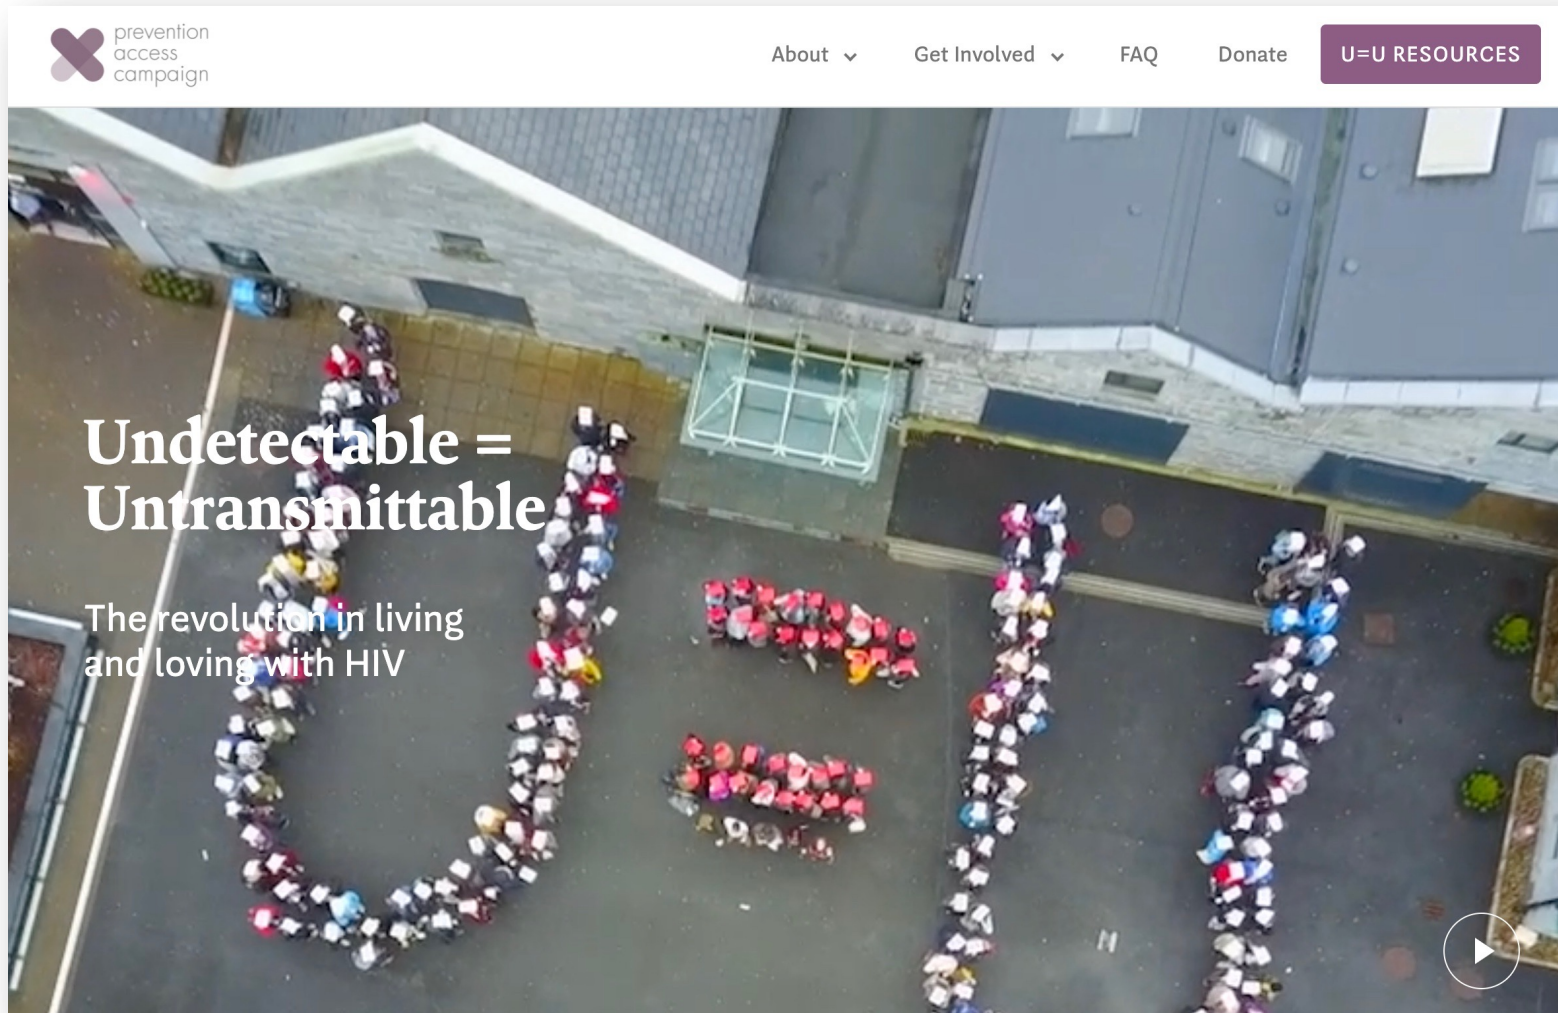 prevention
access
campaign
About
Get Involved
FAQ
Donate
U=U RESOURCES
Undetectable =
Untransmittable
The revolution in living
and loving with HIV
U=U